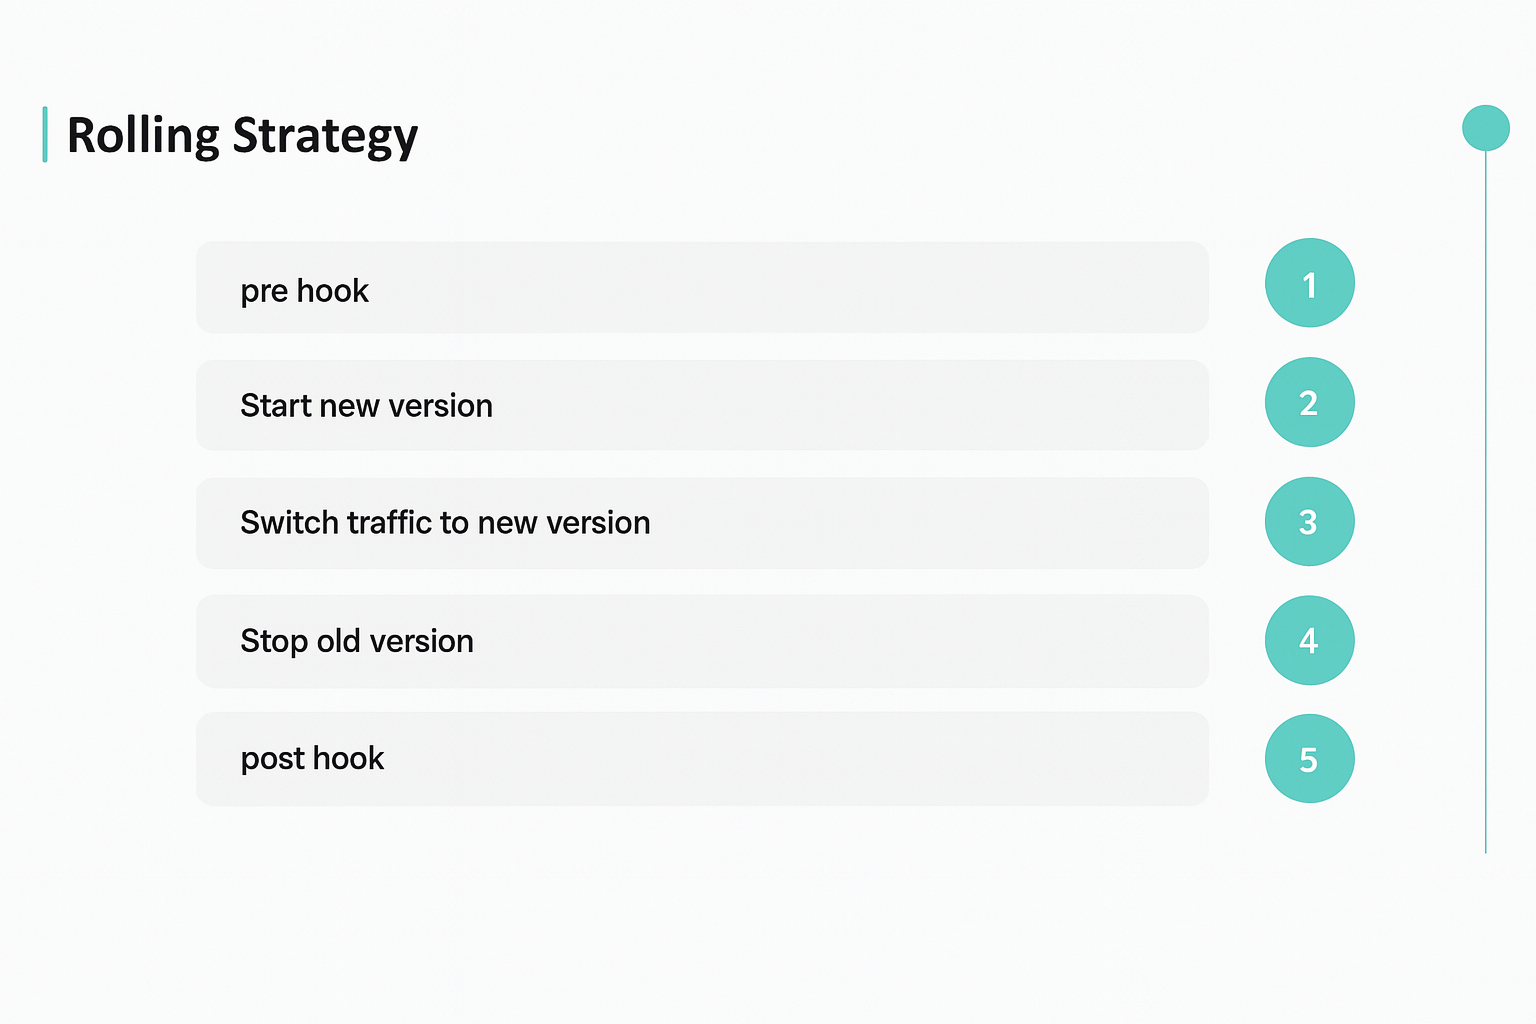 Rolling Strategy
pre hook
1
Start new version
2
Switch traffic to new version
3
Stop old version
4
post hook
5